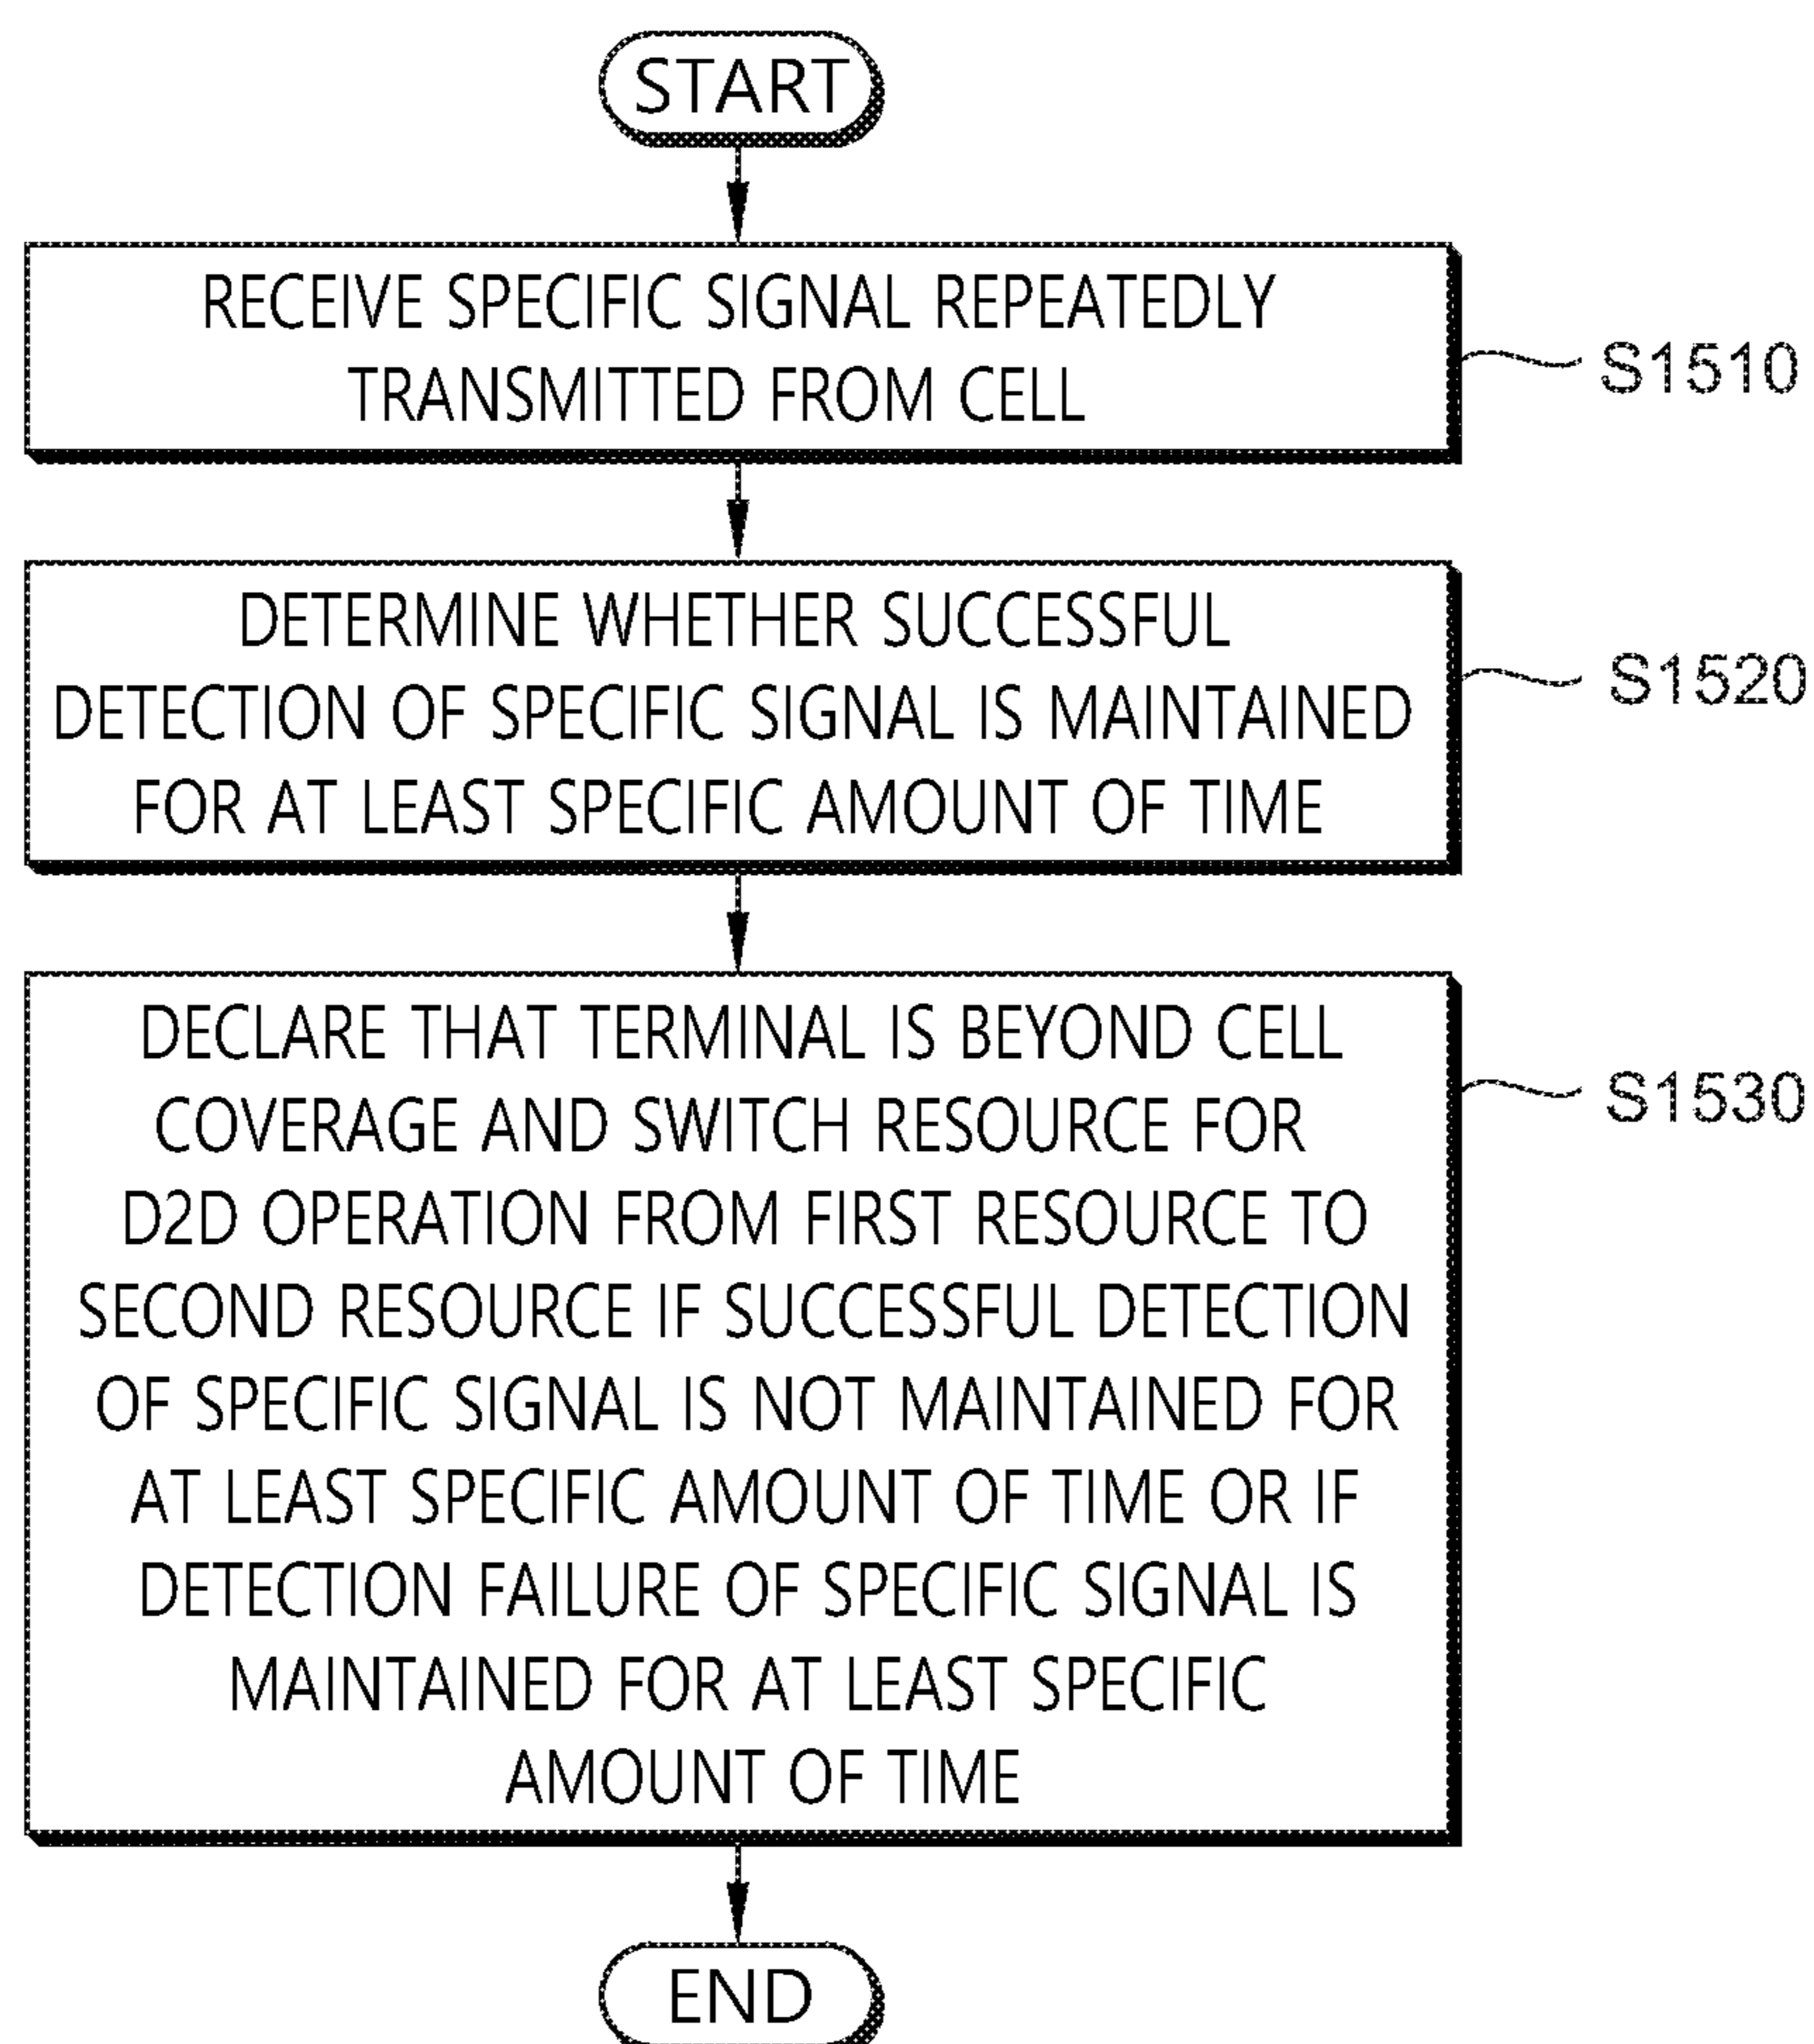 START
RECEIVE SPECIFIC SIGNAL REPEATEDLY
TRANSMITTED FROM CELL
S1510
DETERMINE WHETHER SUCCESSFUL
DETECTION OF SPECIFIC SIGNAL IS MAINTAINED
FOR AT LEAST SPECIFIC AMOUNT OF TIME
S1520
DECLARE THAT TERMINAL IS BEYOND CELL
COVERAGE AND SWITCH RESOURCE FOR
D2D OPERATION FROM FIRST RESOURCE TO
SECOND RESOURCE IF SUCCESSFUL DETECTION
OF SPECIFIC SIGNAL IS NOT MAINTAINED FOR
AT LEAST SPECIFIC AMOUNT OF TIME OR IF
DETECTION FAILURE OF SPECIFIC SIGNAL IS
MAINTAINED FOR AT LEAST SPECIFIC
AMOUNT OF TIME
S1530
END